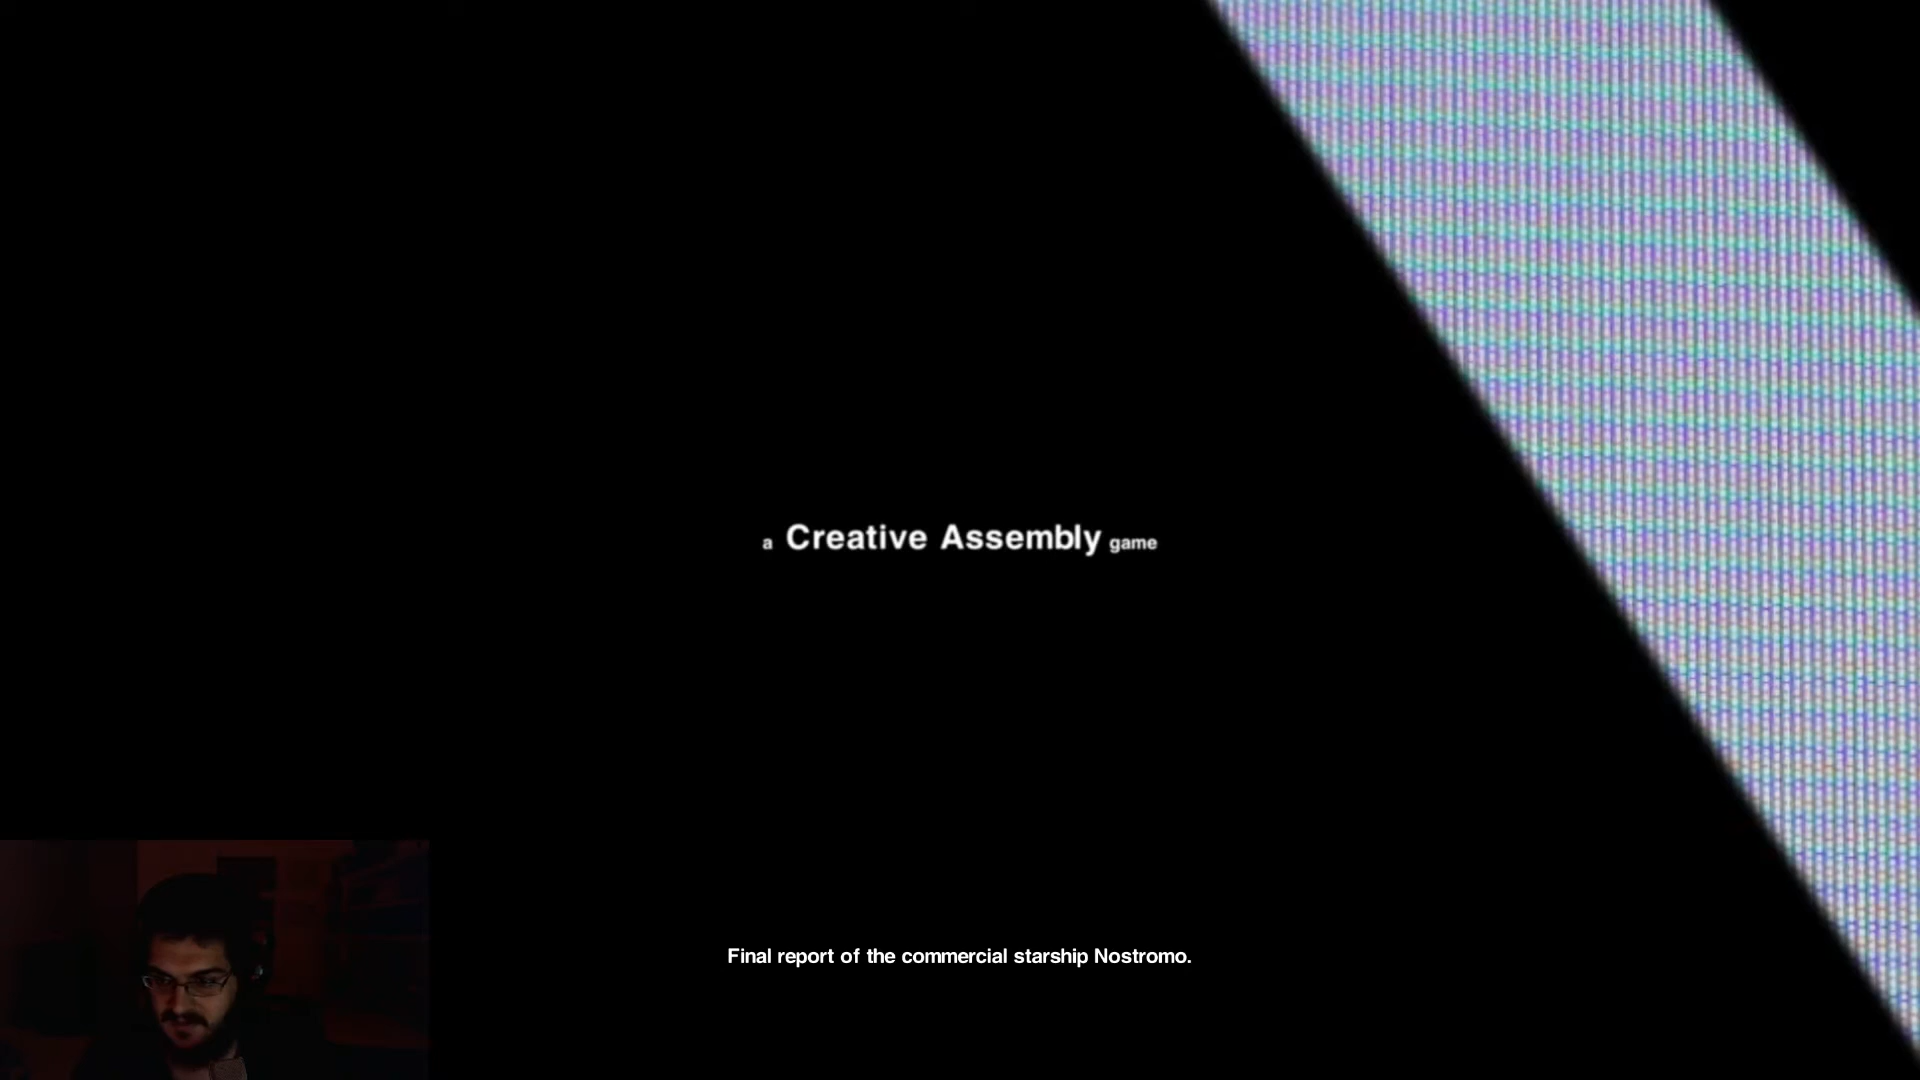 a Creative Assembly game
Final report of the commercial starship Nostromo.